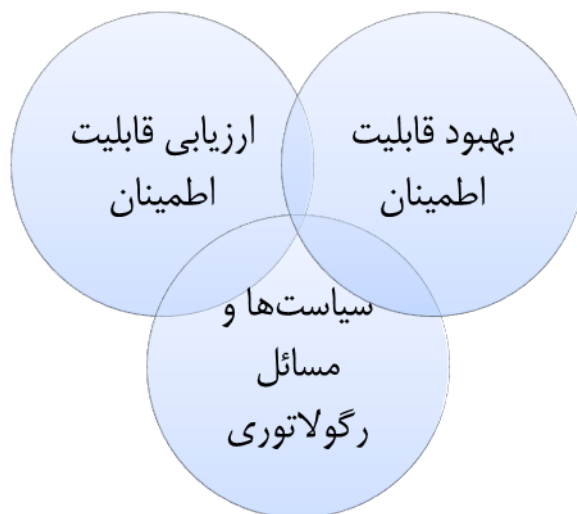 بهبود قابلیت
اطمینان
ارزیابی قابلیت
اطمینان
سیاست‌ها و
مسائل
رگولاتوری